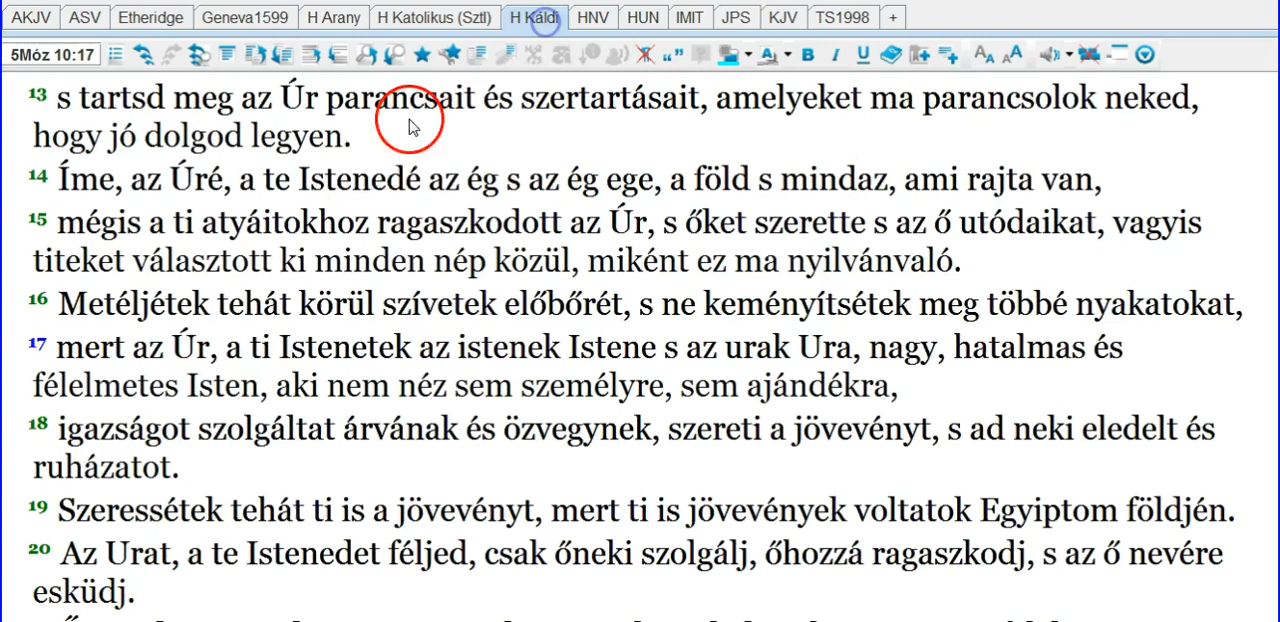 AKJV ASV Etheridge Geneva1599 H Arany H Katolikus (Sztl) H Káldi HNV HUN IMIT JPS KJV TS1998 +
5Móz 10:17
13 s tartsd meg az Úr parancsait és szertartásait, amelyeket ma parancsolok neked,
hogy jó dolgod legyen.
14 Íme, az Úré, a te Istenedé az ég s az ég ege, a föld s mindaz, ami rajta van,
15 mégis a ti atyáitokhoz ragaszkodott az Úr, s őket szerette s az ő utódaikat, vagyis
titeket választott ki minden nép közül, miként ez ma nyilvánvaló.
16 Metéljétek tehát körül szívetek előbőrét, s ne keményítsétek meg többé nyakatokat,
17 mert az Úr, a ti Istenetek az istenek Istene s az urak Ura, nagy, hatalmas és
félelmetes Isten, aki nem néz sem személyre, sem ajándékra,
18 igazságot szolgáltat árvának és özvegynek, szereti a jövevényt, s ad neki eledelt és
ruházatot.
19 Szeressétek tehát ti is a jövevényt, mert ti is jövevények voltatok Egyiptom földjén.
20 Az Urat, a te Istenedet féljed, csak őneki szolgálj, őhozzá ragaszkodj, s az ő nevére
esküdj.